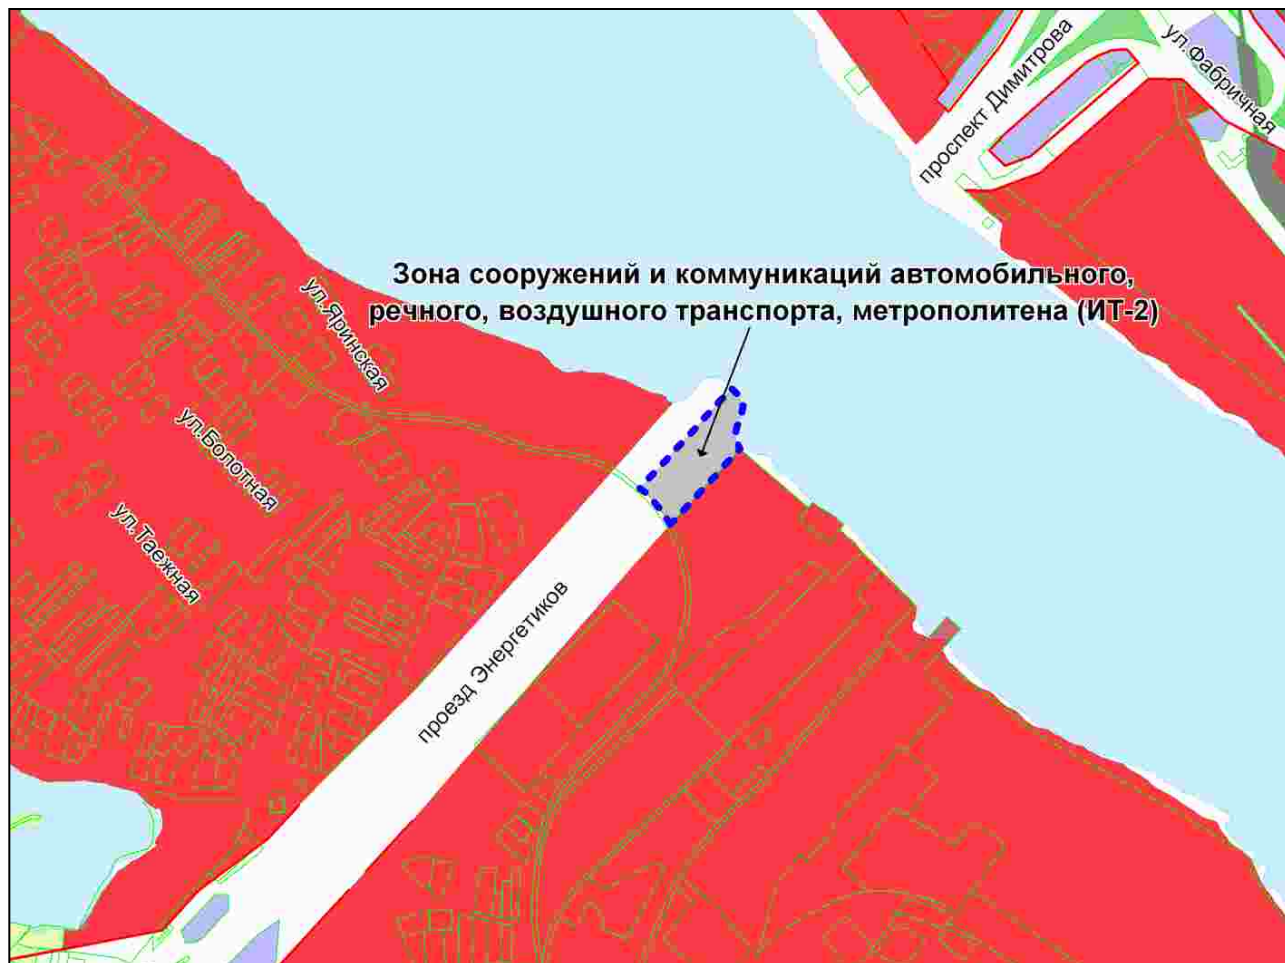 проспект Димитрова
ул.Фабричная
Зона сооружений и коммуникаций автомобильного,
речного, воздушного транспорта, метрополитена (ИТ-2)
ул.Яринская
ул.Болотная
ул.Таежная
проезд Энергетиков